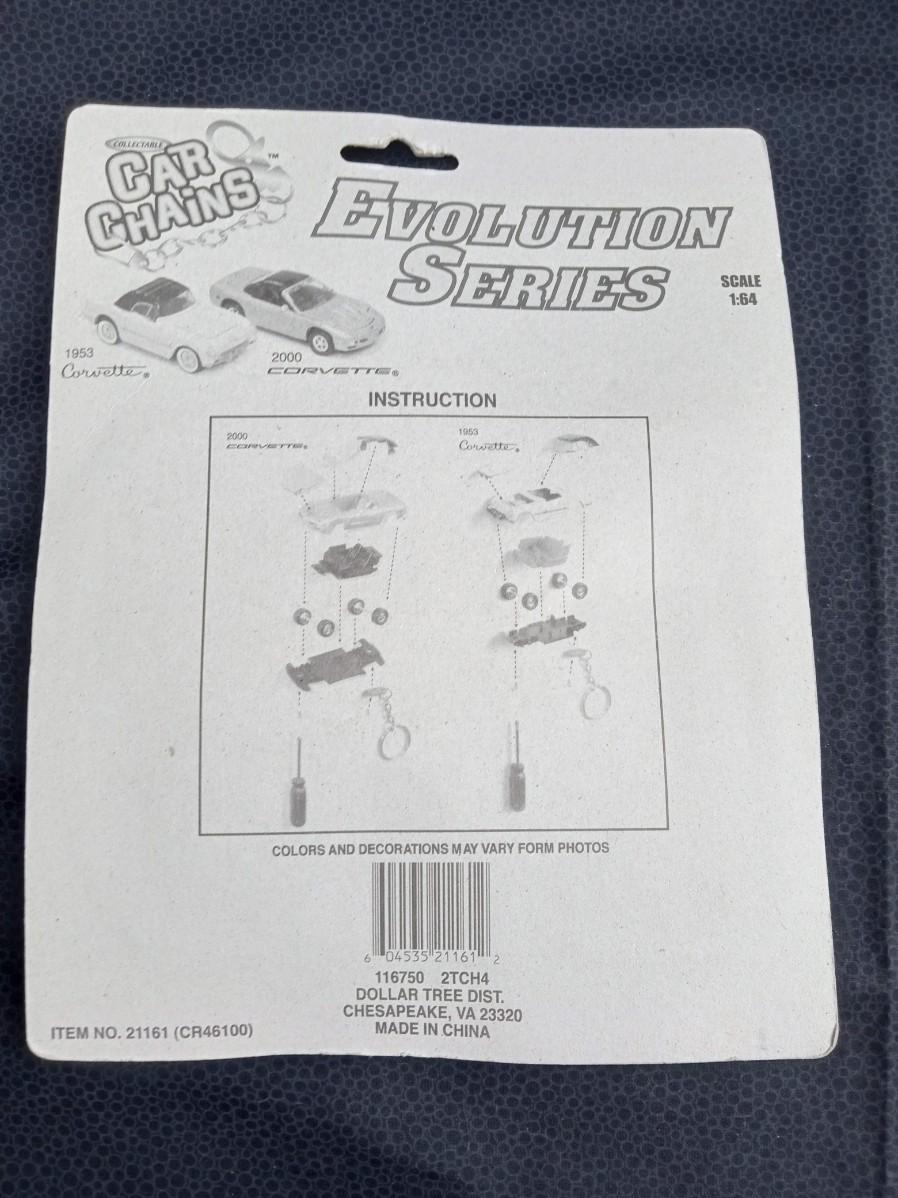 COLLECTABLE
CAR
CHAiNS
TM
EVOLUTION
SERIES
SCALE
1:64
1953
Corvette®
2000
CORVETTE®
INSTRUCTION
2000
CORVETTE®
1953
Corvette®
COLORS AND DECORATIONS MAY VARY FORM PHOTOS
6 04535 21161 2
116750 2TCH4
DOLLAR TREE DIST.
CHESAPEAKE, VA 23320
MADE IN CHINA
ITEM NO. 21161 (CR46100)